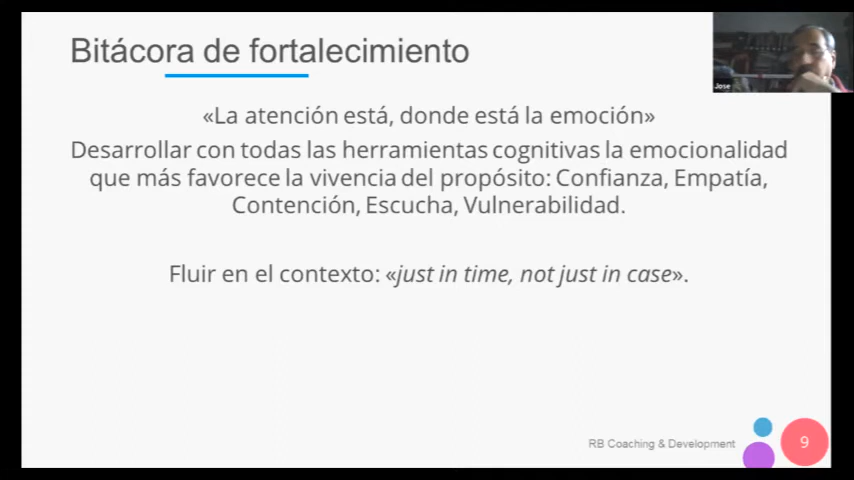 Bitácora de fortalecimiento
Jose
«La atención está, donde está la emoción»
Desarrollar con todas las herramientas cognitivas la emocionalidad
que más favorece la vivencia del propósito: Confianza, Empatía,
Contención, Escucha, Vulnerabilidad.
Fluir en el contexto: «just in time, not just in case».
RB Coaching & Development
9